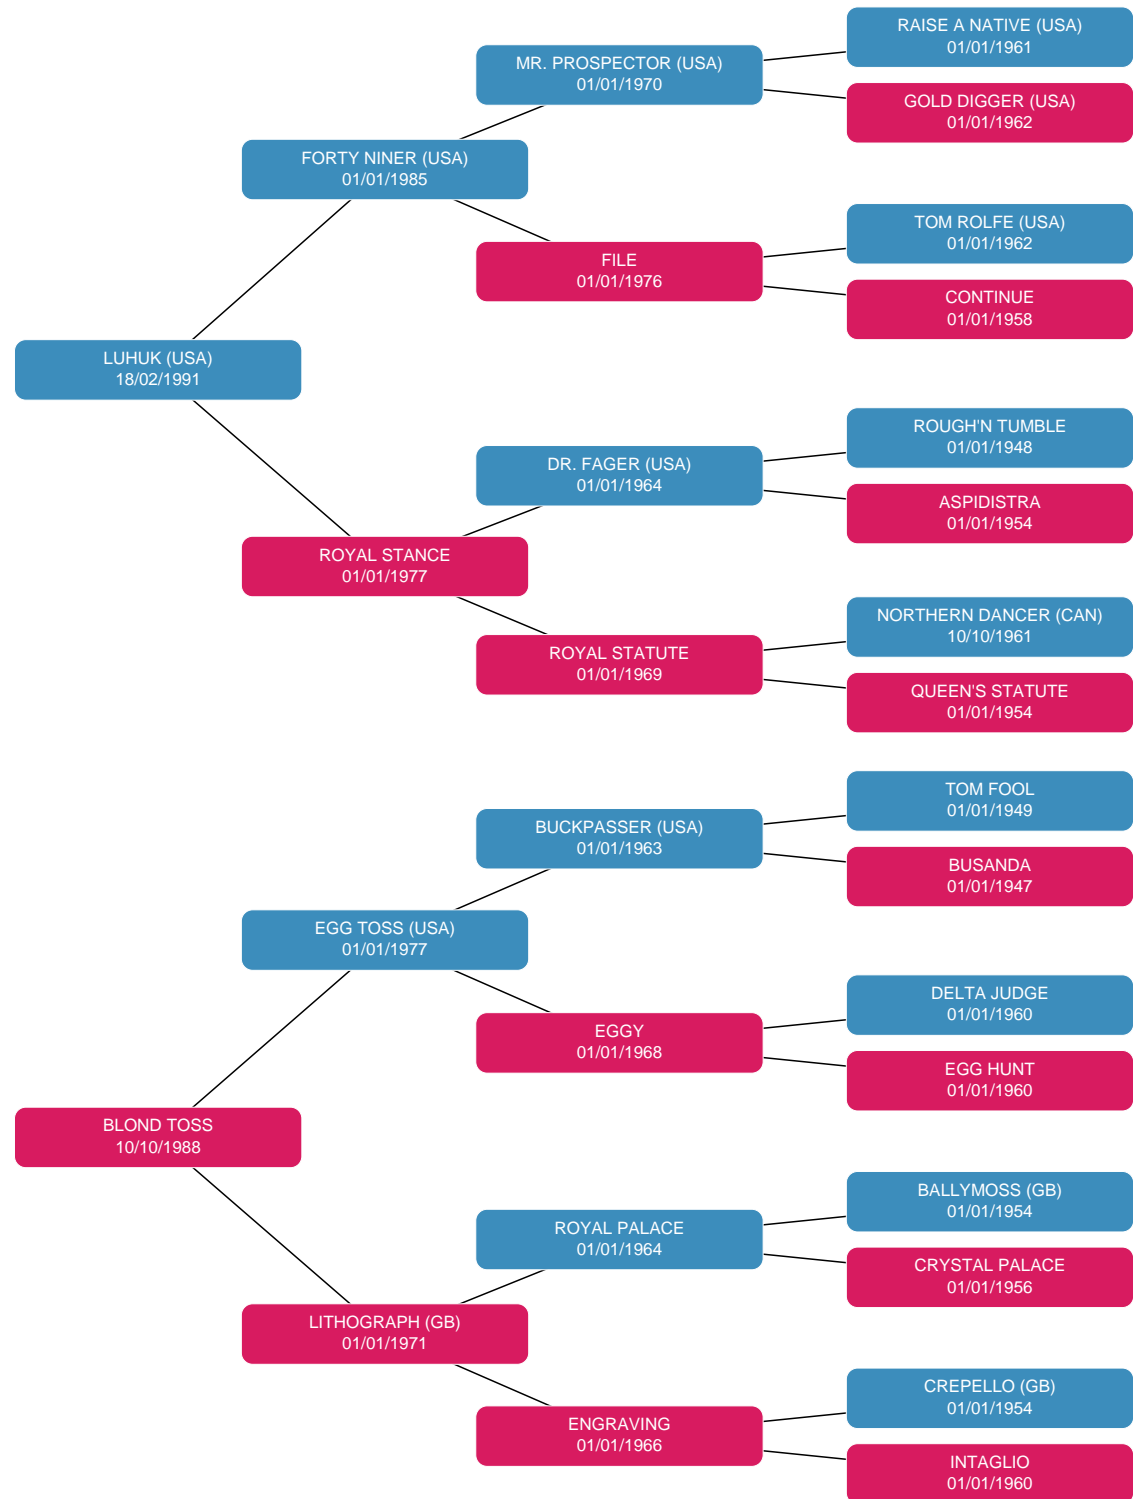 RAISE A NATIVE (USA)
01/01/1961
MR. PROSPECTOR (USA)
01/01/1970
GOLD DIGGER (USA)
01/01/1962
FORTY NINER (USA)
01/01/1985
TOM ROLFE (USA)
01/01/1962
FILE
01/01/1976
CONTINUE
01/01/1958
LUHUK (USA)
18/02/1991
ROUGH'N TUMBLE
01/01/1948
DR. FAGER (USA)
01/01/1964
ASPIDISTRA
01/01/1954
ROYAL STANCE
01/01/1977
NORTHERN DANCER (CAN)
10/10/1961
ROYAL STATUTE
01/01/1969
QUEEN'S STATUTE
01/01/1954
TOM FOOL
01/01/1949
BUCKPASSER (USA)
01/01/1963
BUSANDA
01/01/1947
EGG TOSS (USA)
01/01/1977
DELTA JUDGE
01/01/1960
EGGY
01/01/1968
EGG HUNT
01/01/1960
BLOND TOSS
10/10/1988
BALLYMOSS (GB)
01/01/1954
ROYAL PALACE
01/01/1964
CRYSTAL PALACE
01/01/1956
LITHOGRAPH (GB)
01/01/1971
CREPELLO (GB)
01/01/1954
ENGRAVING
01/01/1966
INTAGLIO
01/01/1960